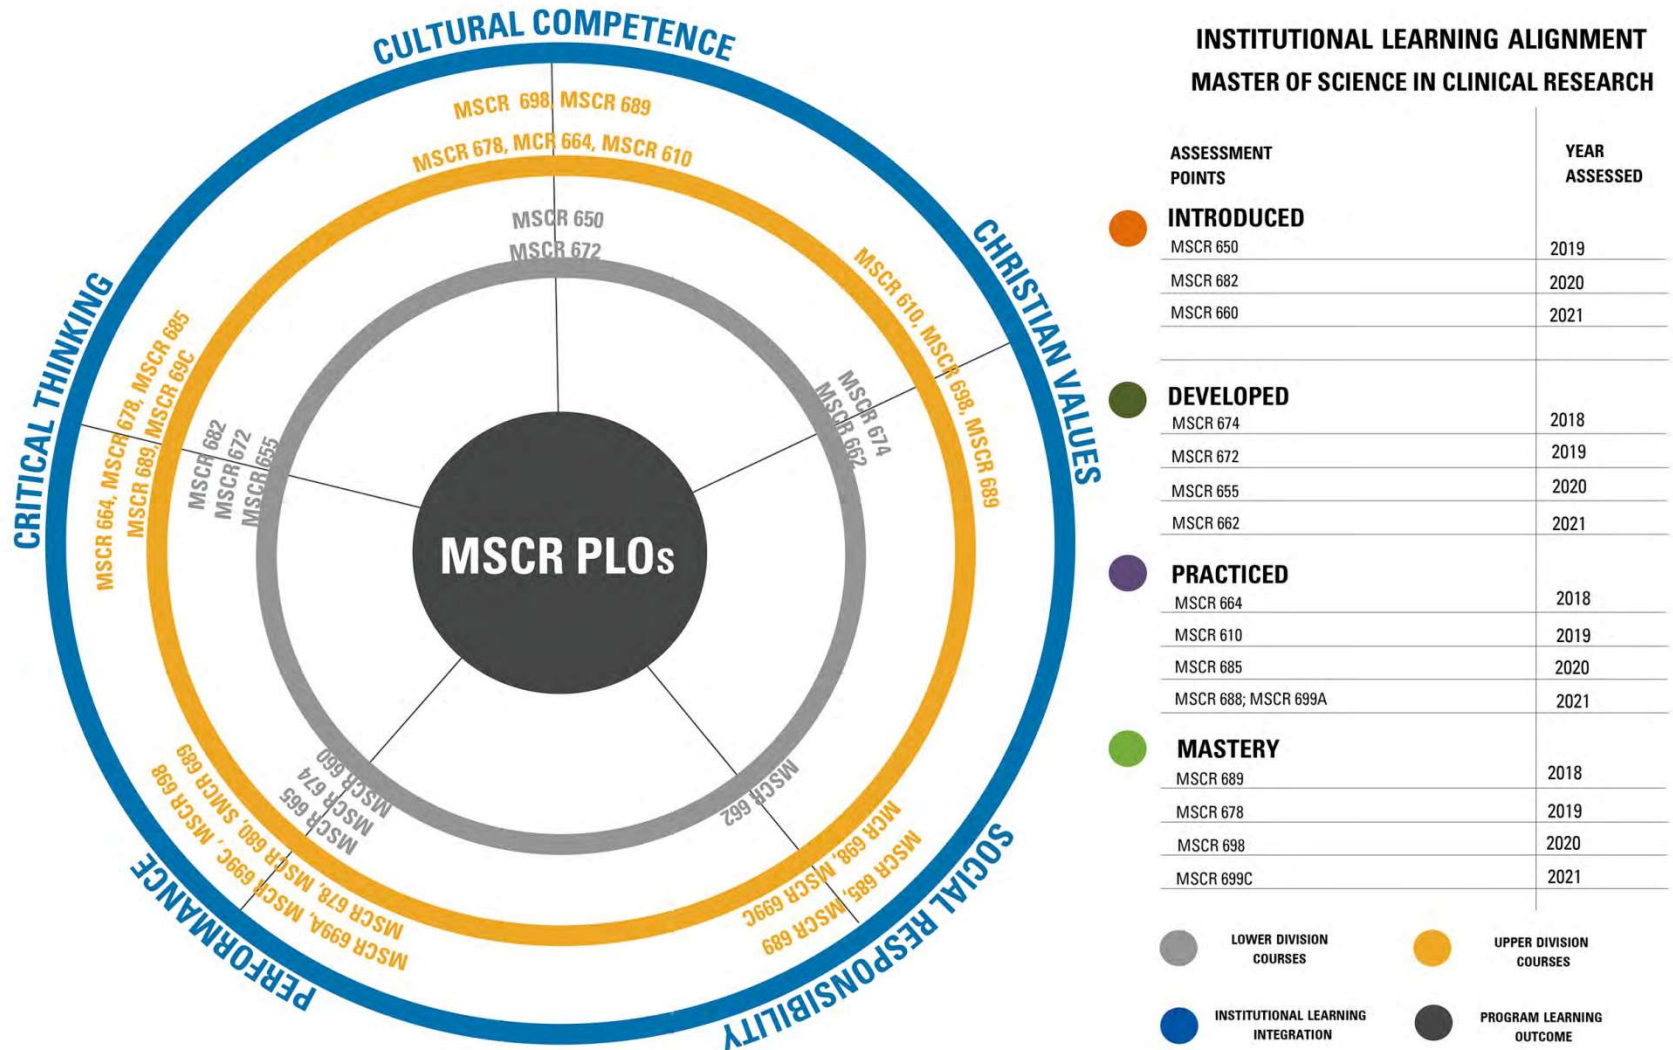 CULTURAL COMPETENCE
MSCR 698, MSCR 689
MSCR 678, MCR 664, MSCR 610
MSCR 650
MSCR 672
CHRISTIAN VALUES
MSCR 610, MSCR 698, MSCR 689
MSCR 674
MSCR 662
CRITICAL THINKING
MSCR 664, MSCR 678, MSCR 685
MSCR 689, MSCR 69C
MSCR 682
MSCR 672
MSCR 655
MSCR PLOs
SOCIAL RESPONSIBILITY
MSCR 662
MCR 698, MSCR 699C
MSCR 685, MSCR 689
PERFORMANCE
MSCR 660
MSCR 674
MSCR 665
MSCR 678, MSCR 680, SMCR 689
MSCR 699A, MSCR 699C, MSCR 698
INSTITUTIONAL LEARNING ALIGNMENT
MASTER OF SCIENCE IN CLINICAL RESEARCH
ASSESSMENT POINTS YEAR ASSESSED
INTRODUCED
MSCR 650 2019
MSCR 682 2020
MSCR 660 2021
DEVELOPED
MSCR 674 2018
MSCR 672 2019
MSCR 655 2020
MSCR 662 2021
PRACTICED
MSCR 664 2018
MSCR 610 2019
MSCR 685 2020
MSCR 688; MSCR 699A 2021
MASTERY
MSCR 689 2018
MSCR 678 2019
MSCR 698 2020
MSCR 699C 2021
LOWER DIVISION COURSES
UPPER DIVISION COURSES
INSTITUTIONAL LEARNING INTEGRATION
PROGRAM LEARNING OUTCOME